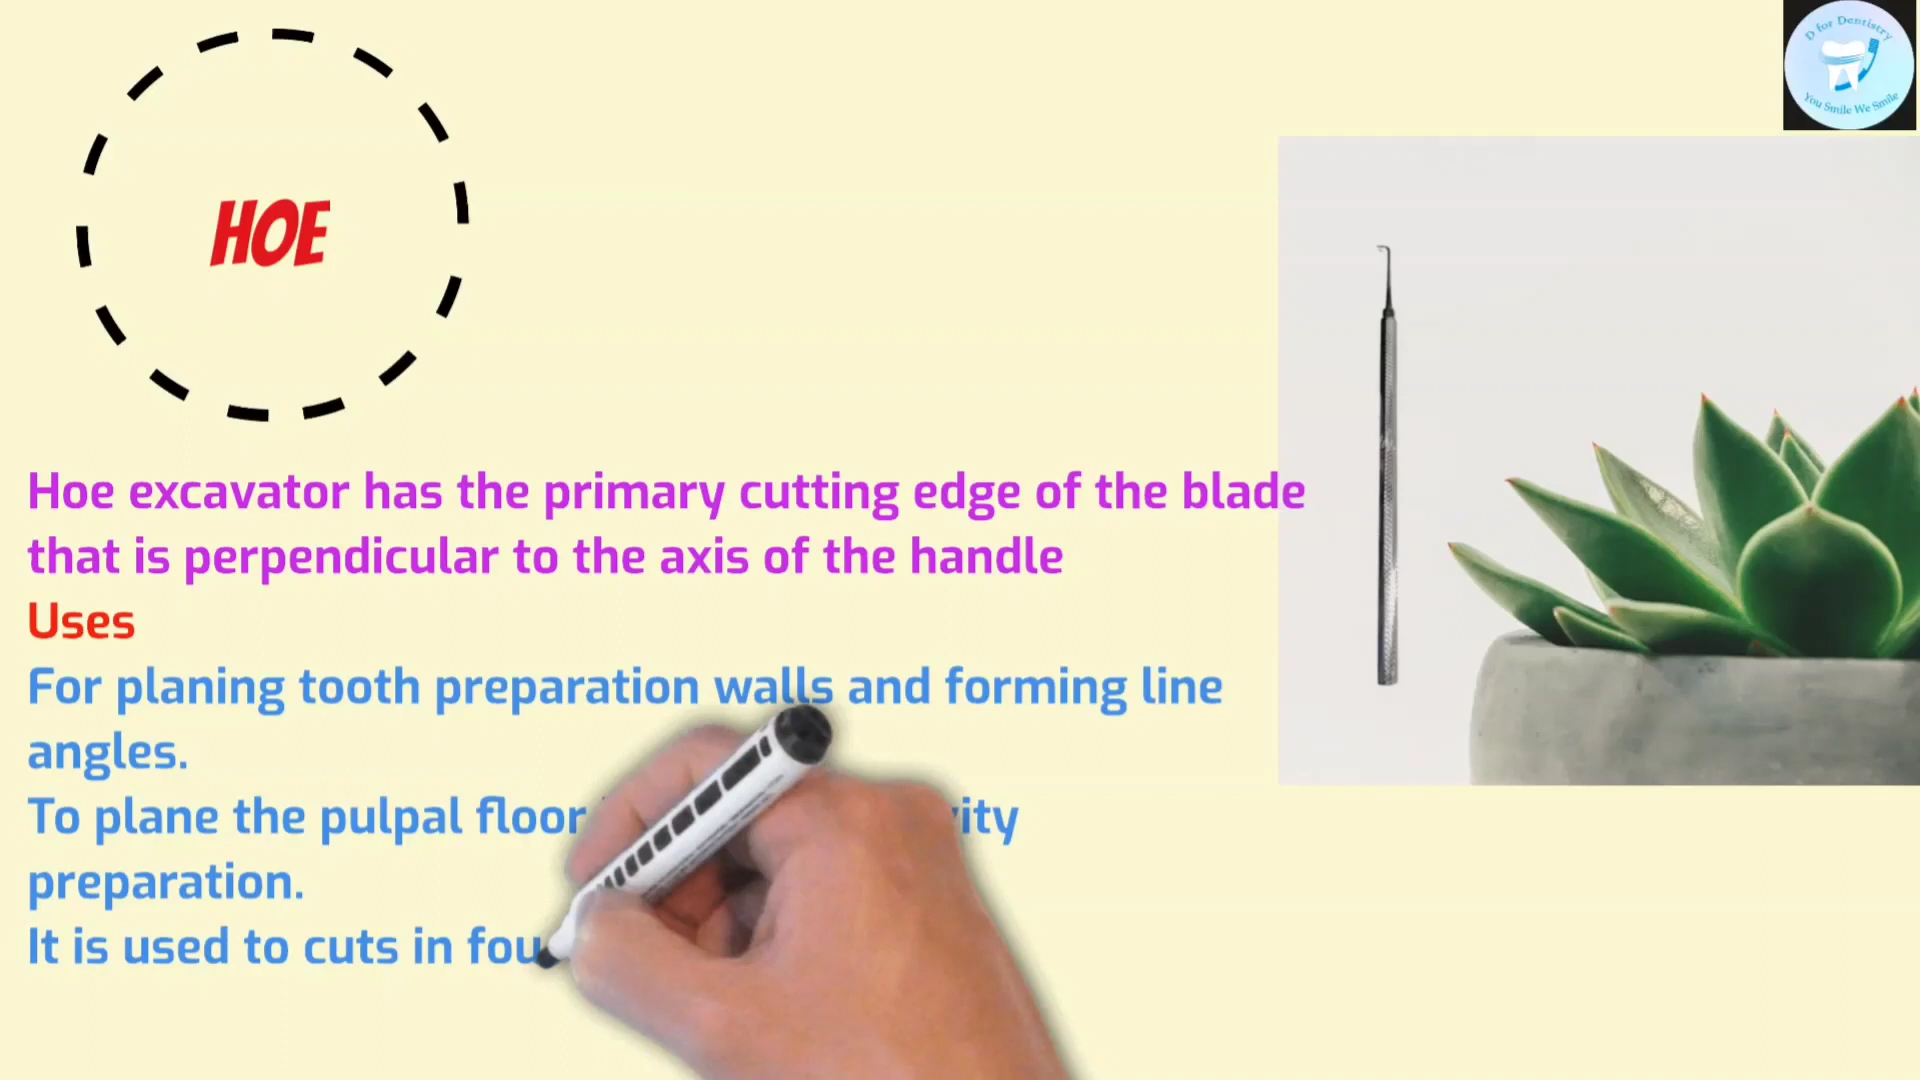 D for Dentistry
You Smile We Smile
HOE
Hoe excavator has the primary cutting edge of the blade
that is perpendicular to the axis of the handle
Uses
For planing tooth preparation walls and forming line
angles.
To plane the pulpal floor
preparation.
It is used to cuts in fou